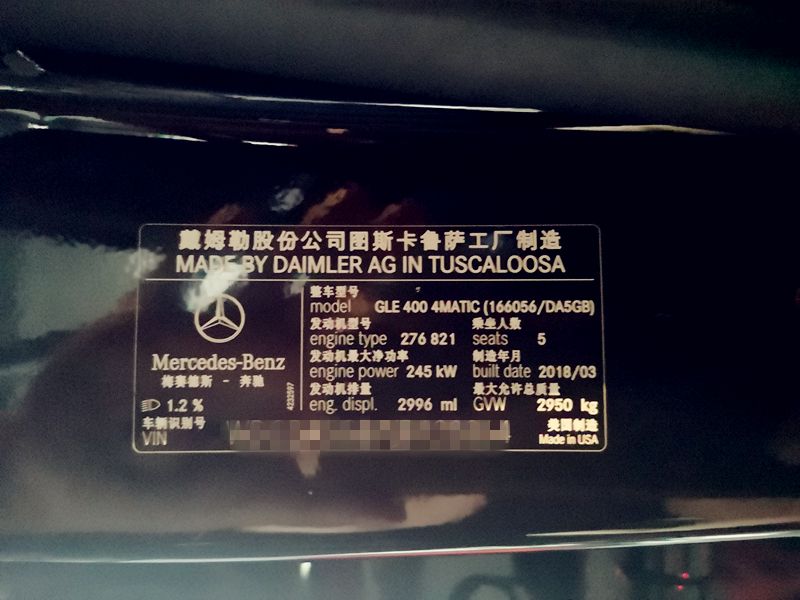 戴姆勒股份公司图斯卡鲁萨工厂制造
MADE BY DAIMLER AG IN TUSCALOOSA
Mercedes-Benz
梅赛德斯 - 奔驰
1.2 %
4232597
整车型号
model GLE 400 4MATIC (166056/DA5GB)
发动机型号 乘坐人数
engine type 276 821 seats 5
发动机最大净功率 制造年月
engine power 245 kW built date 2018/03
发动机排量 最大允许总质量
eng. displ. 2996 ml GVW 2950 kg
车辆识别号 美国制造
VIN Made in USA